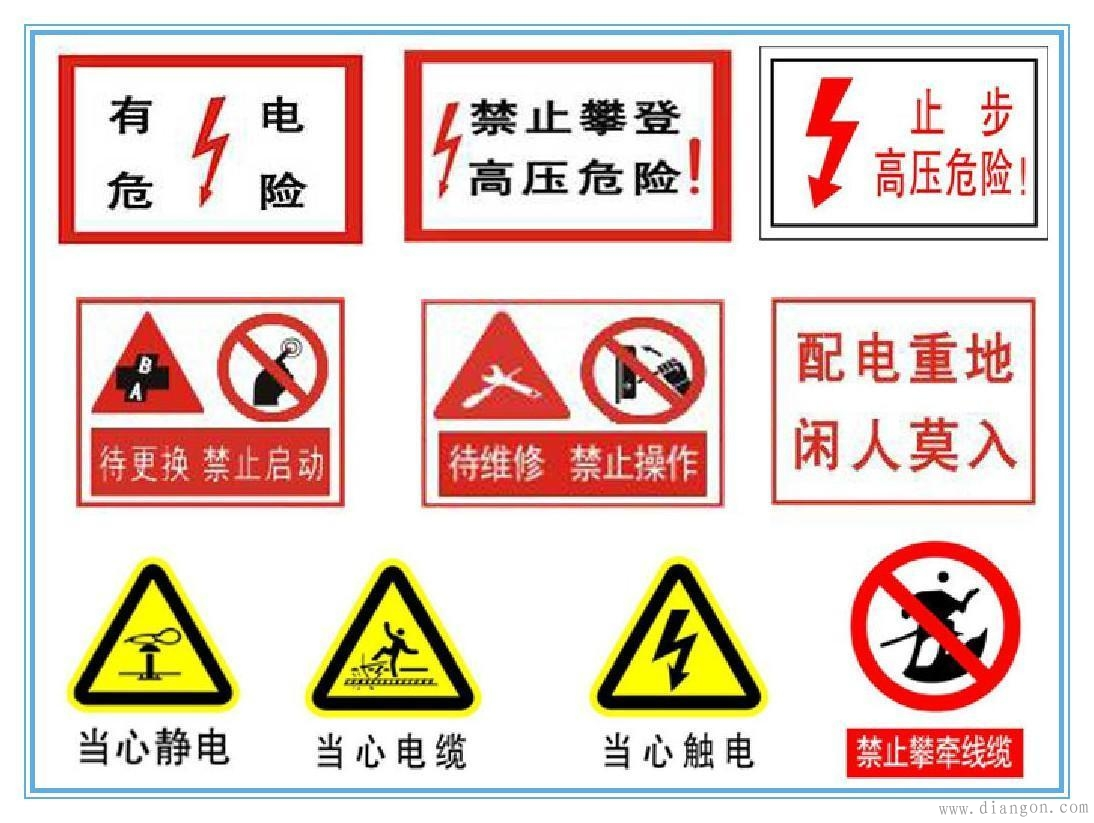 有 电
危 险
禁止攀登
高压危险!
止 步
高压危险!
B
A
待更换 禁止启动
待维修 禁止操作
配电重地
闲人莫入
当心静电
当心电缆
当心触电
禁止攀牵线缆
www.diangon.com